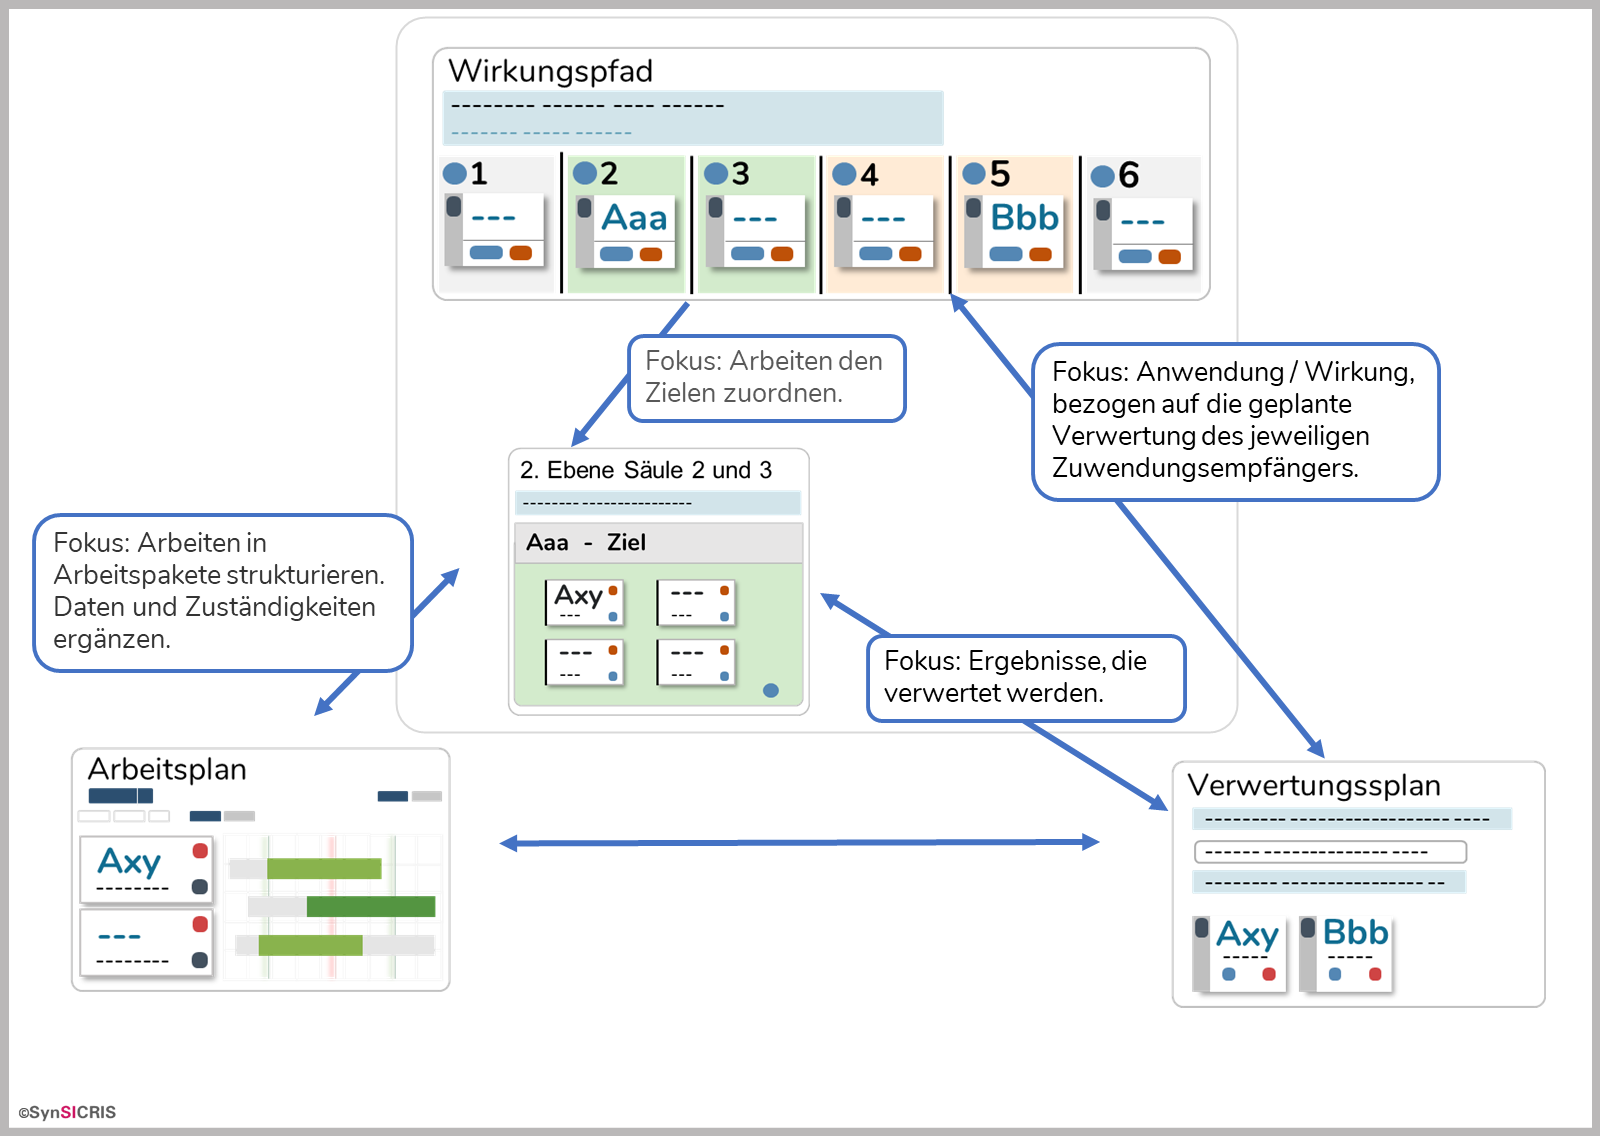 Wirkungspfad
1
2
3
4
5
6
---
Aaa
---
---
Bbb
---
Fokus: Arbeiten den
Zielen zuordnen.
Fokus: Anwendung / Wirkung,
bezogen auf die geplante
Verwertung des jeweiligen
Zuwendungsempfängers.
2. Ebene Säule 2 und 3
Aaa - Ziel
Axy
---
---
---
---
---
---
---
Fokus: Arbeiten in
Arbeitspakete strukturieren.
Daten und Zuständigkeiten
ergänzen.
Fokus: Ergebnisse, die
verwertet werden.
Arbeitsplan
Axy
---
Verwertungssplan
Axy
Bbb
©SynSICRIS